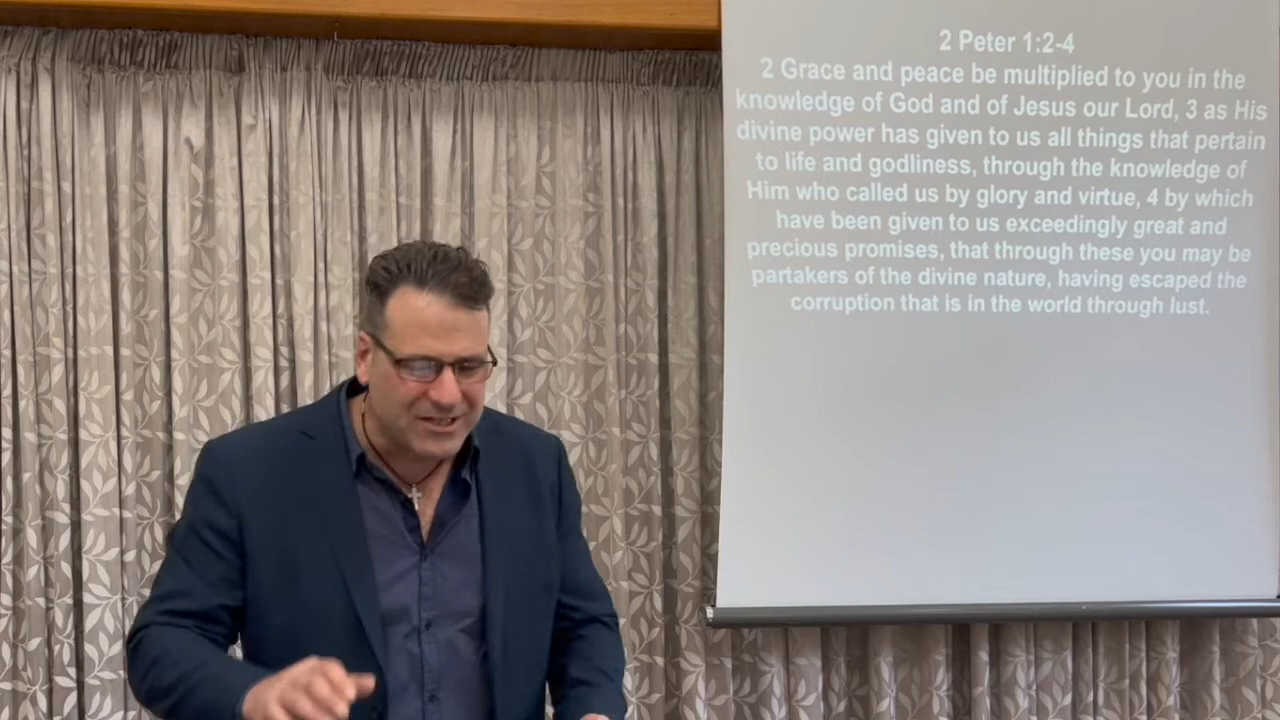 2 Peter 1:2-4
2 Grace and peace be multiplied to you in the
knowledge of God and of Jesus our Lord, 3 as His
divine power has given to us all things that pertain
to life and godliness, through the knowledge of
Him who called us by glory and virtue, 4 by which
have been given to us exceedingly great and
precious promises, that through these you may be
partakers of the divine nature, having escaped the
corruption that is in the world through lust.